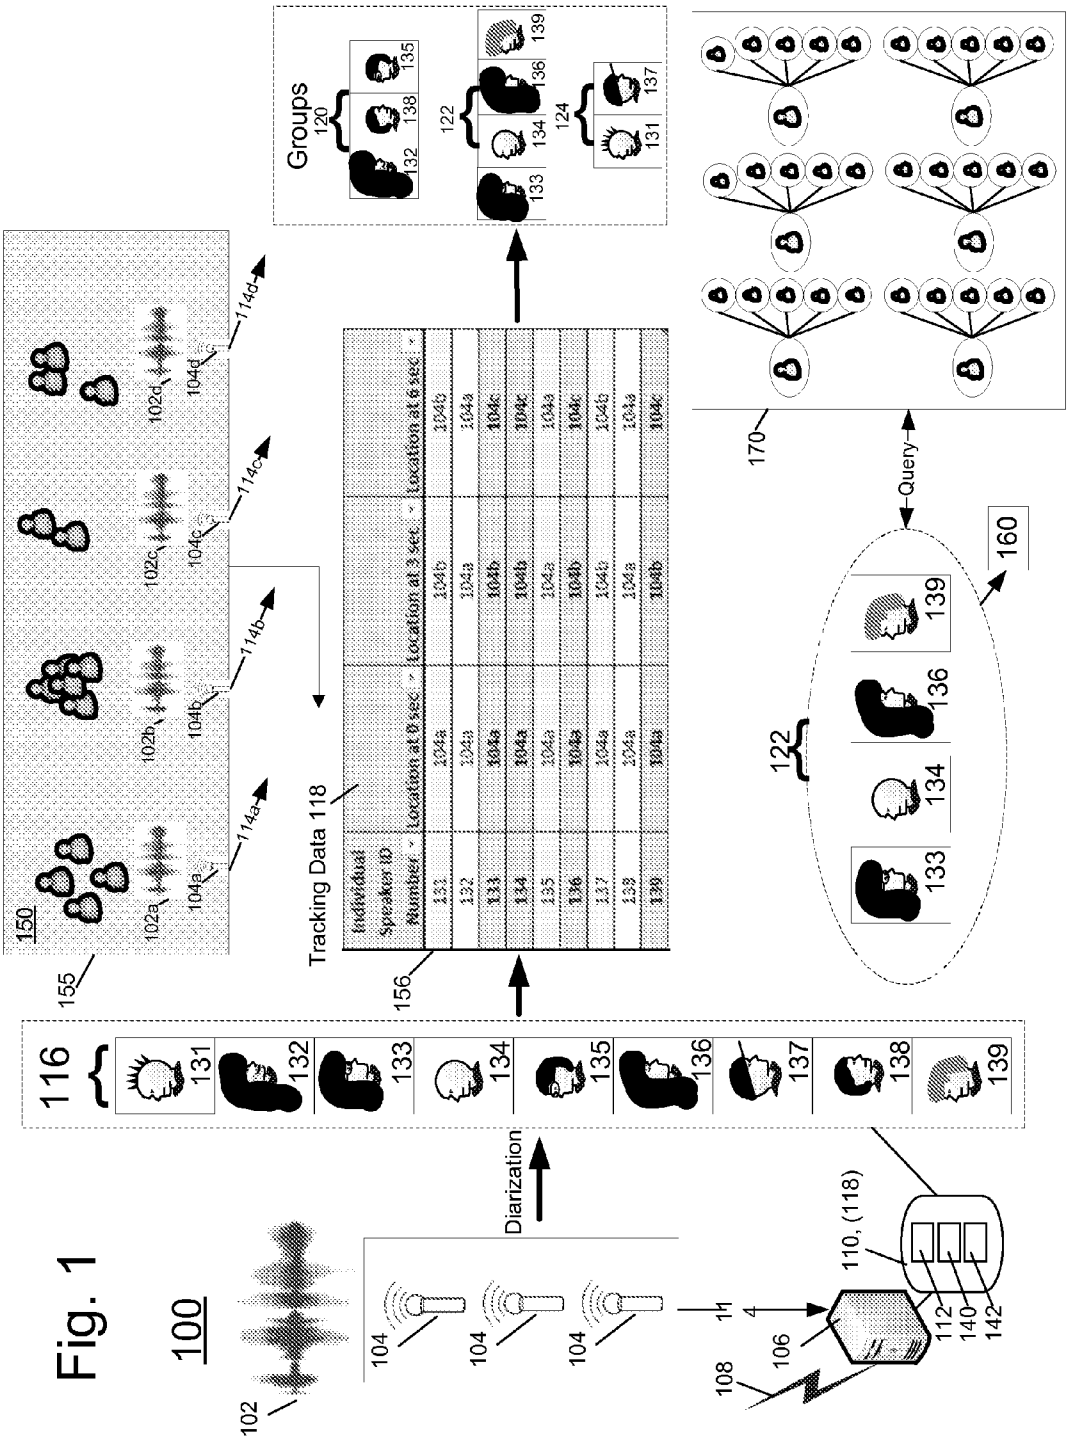 Fig. 1
100
102
104
104
104
Diarization
11
4
106
108
110, (118)
112
140
142
116
131
132
133
134
135
136
137
138
139
150
155
102a
102b
102c
102d
104a
104b
104c
104d
114a
114b
114c
114d
Tracking Data 118
156
Individual Speaker ID Number Location at 0 sec Location at 3 sec Location at 6 sec
131 104a 104b 104b
132 104a 104a 104a
133 104a 104b 104c
134 104a 104b 104c
135 104a 104a 104a
136 104a 104b 104c
137 104a 104b 104b
138 104a 104a 104a
139 104a 104b 104c
Groups
120
132 138 135
122
133 134 136 139
124
131 137
122
133 134 136 139
160
Query
170